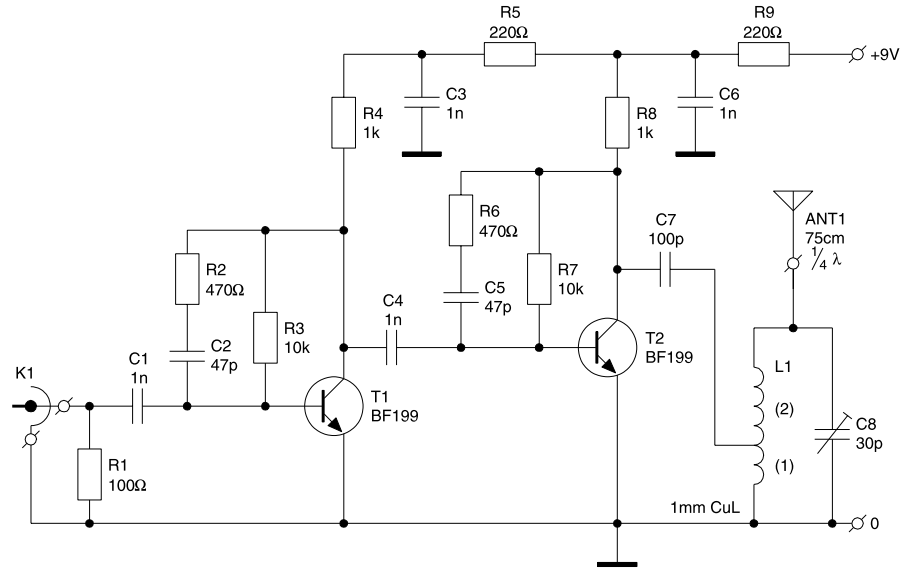 R5
220Ω
R9
220Ω
+9V
R4
1k
C3
1n
R8
1k
C6
1n
R6
470Ω
C7
100p
ANT1
75cm
1/4 λ
R2
470Ω
R7
10k
C5
47p
C4
1n
R3
10k
T2
BF199
C2
47p
C1
1n
K1
L1
T1
BF199
(2)
C8
30p
R1
100Ω
(1)
1mm CuL
0